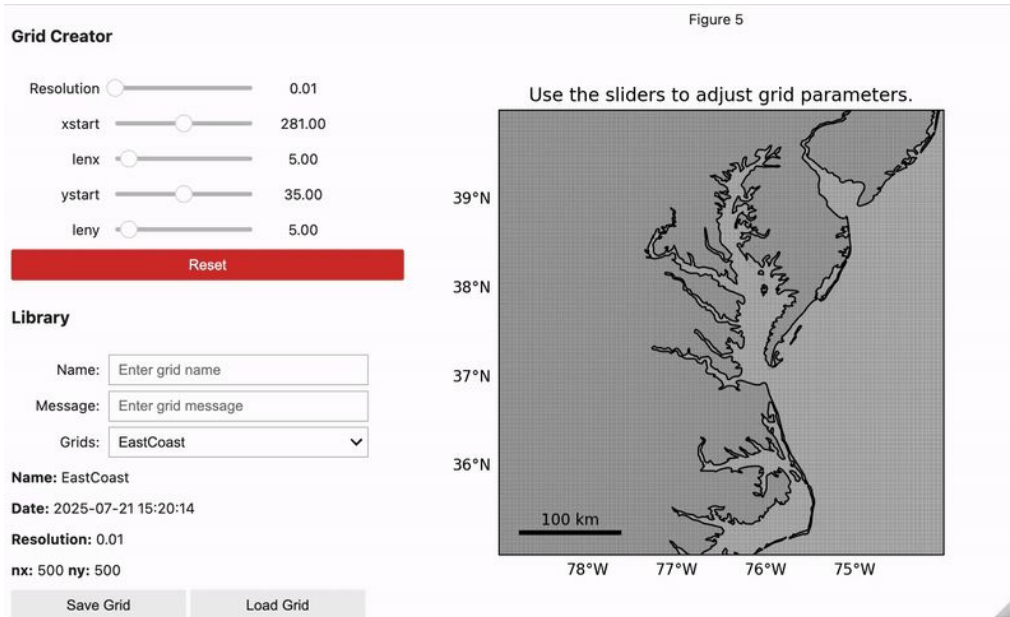 Grid Creator
Resolution 0.01
xstart 281.00
lenx 5.00
ystart 35.00
leny 5.00
Reset
Library
Name: Enter grid name
Message: Enter grid message
Grids: EastCoast
Name: EastCoast
Date: 2025-07-21 15:20:14
Resolution: 0.01
nx: 500 ny: 500
Save Grid Load Grid
Figure 5
Use the sliders to adjust grid parameters.
39°N
38°N
37°N
36°N
100 km
78°W 77°W 76°W 75°W